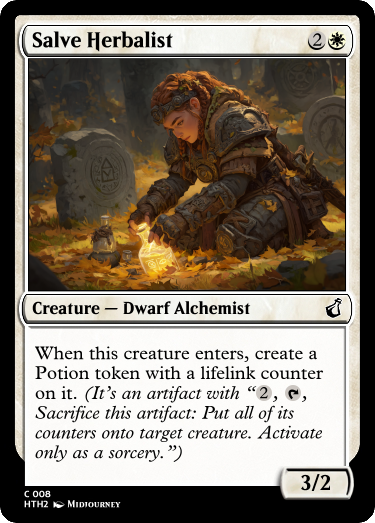 Salve Herbalist 2
Creature — Dwarf Alchemist
When this creature enters, create a
Potion token with a lifelink counter
on it. (It's an artifact with “2, ,
Sacrifice this artifact: Put all of its
counters onto target creature. Activate
only as a sorcery.”)
3/2
C 008
HTH2 Midjourney